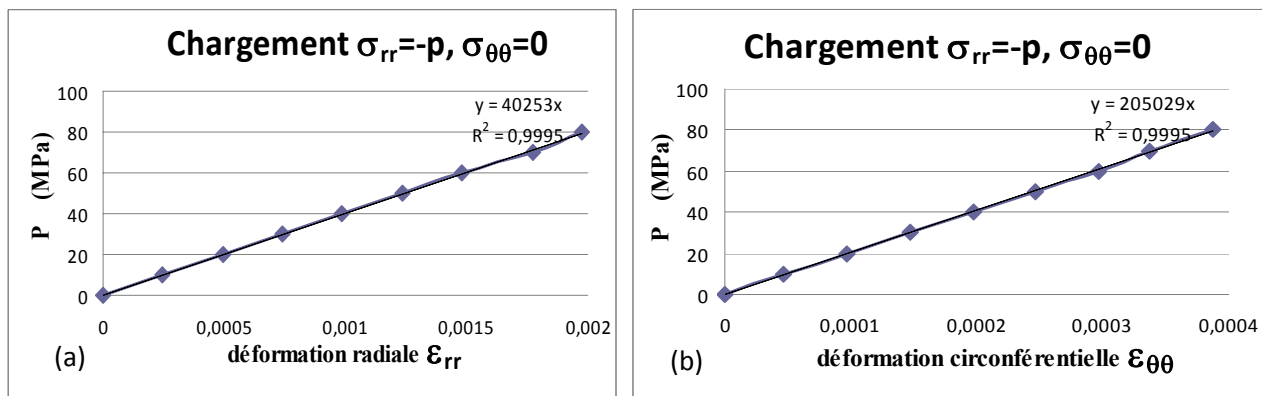 Chargement σrr=-p, σθθ=0
y = 40253x
R² = 0,9995
P (MPa)
100
80
60
40
20
0
0 0,0005 0,001 0,0015 0,002
(a) déformation radiale εrr
Chargement σrr=-p, σθθ=0
y = 205029x
R² = 0,9995
P (MPa)
100
80
60
40
20
0
0 0,0001 0,0002 0,0003 0,0004
(b) déformation circonférentielle εθθ